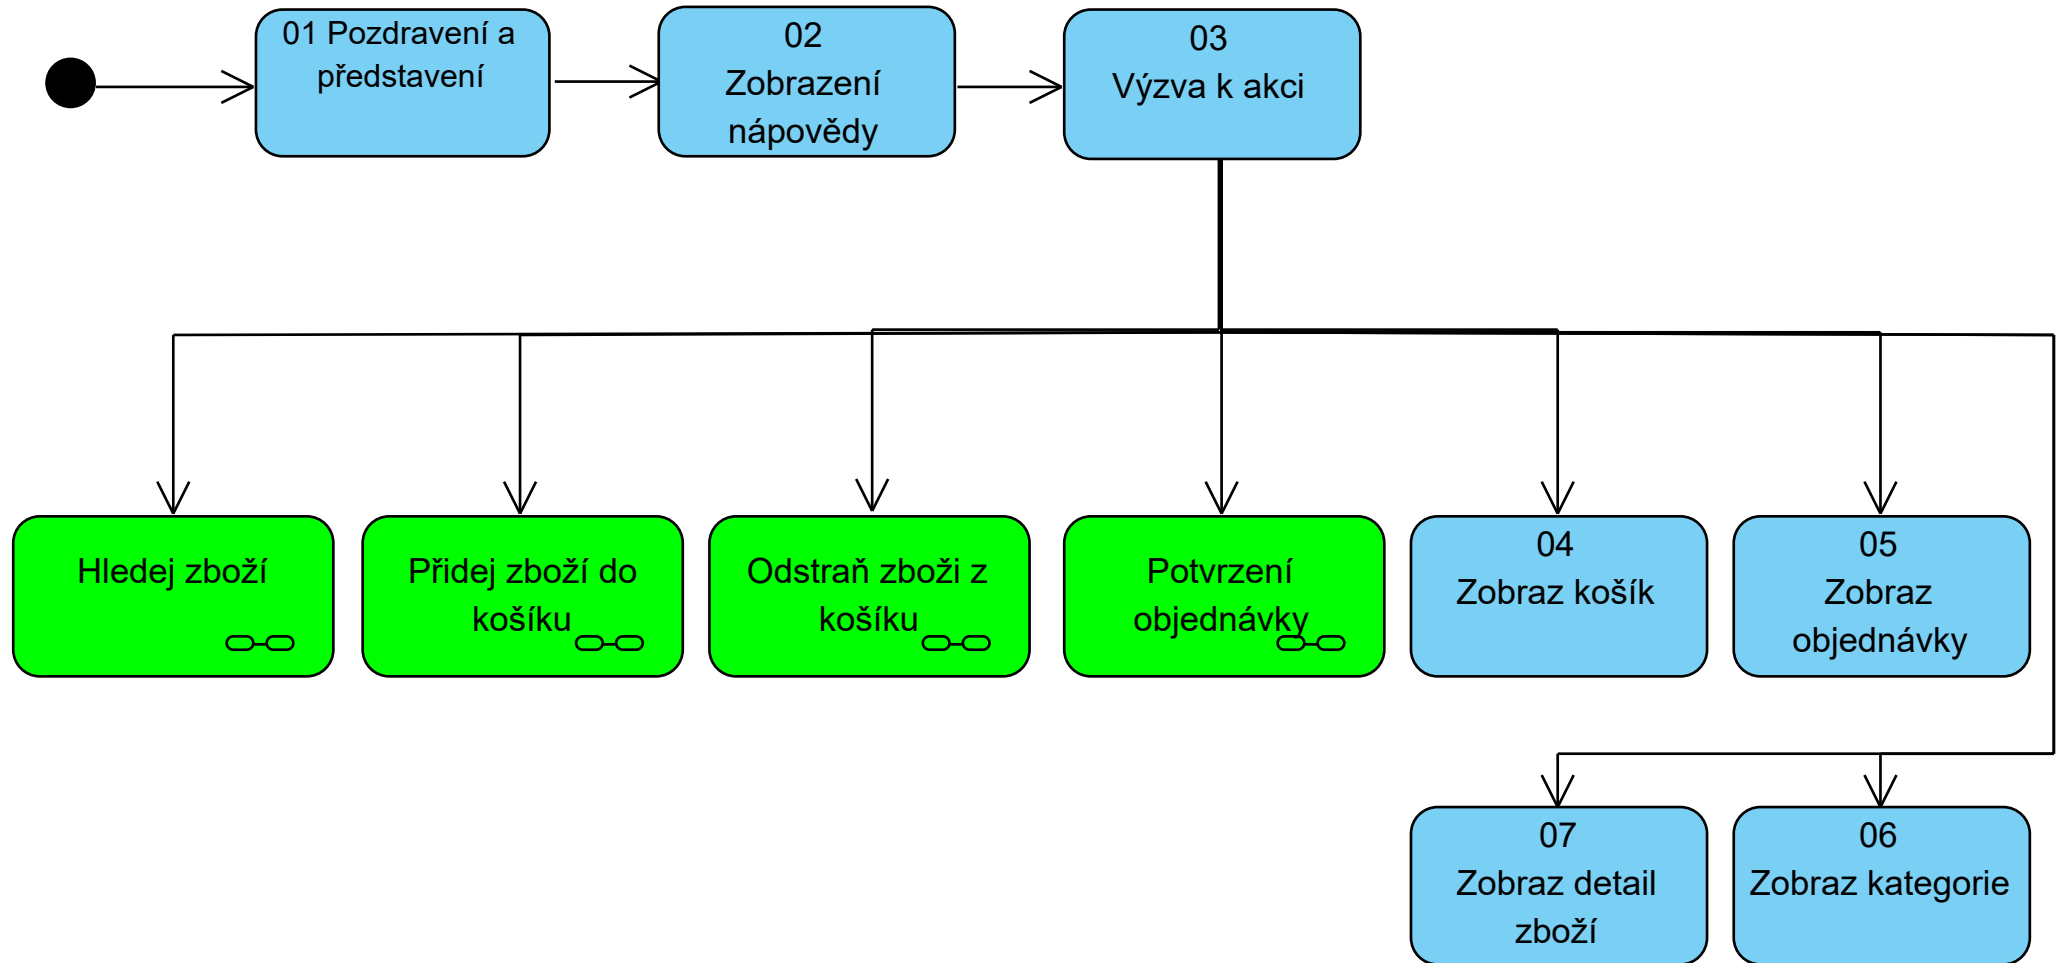 01 Pozdravení a
představení
02
Zobrazení
nápovědy
03
Výzva k akci
Hledej zboží
Přidej zboží do
košíku
Odstraň zboži z
košíku
Potvrzení
objednávky
04
Zobraz košík
05
Zobraz
objednávky
07
Zobraz detail
zboží
06
Zobraz kategorie